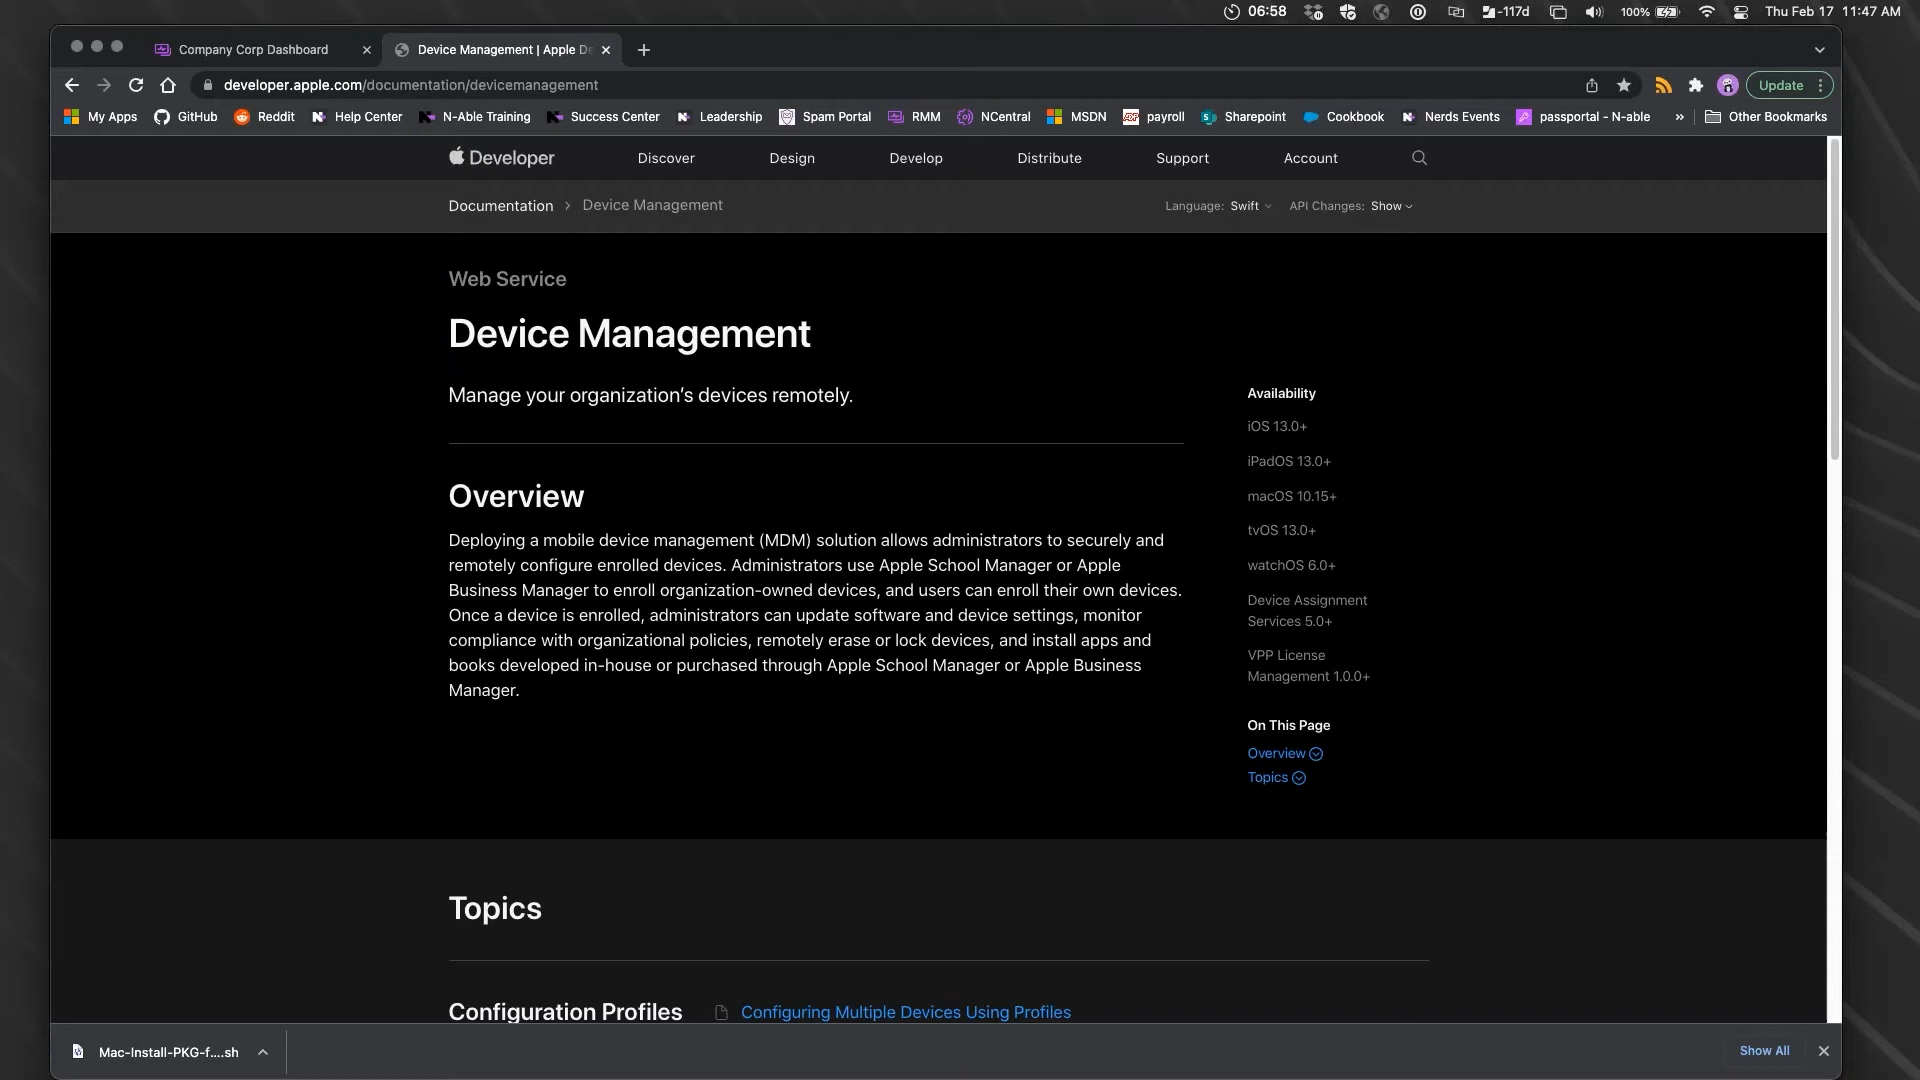 06:58
-117d
100%
Thu Feb 17 11:47 AM
Company Corp Dashboard
Device Management | Apple De
developer.apple.com/documentation/devicemanagement
Update
My Apps
GitHub
Reddit
Help Center
N-Able Training
Success Center
Leadership
Spam Portal
RMM
NCentral
MSDN
payroll
Sharepoint
Cookbook
Nerds Events
passportal - N-able
»
Other Bookmarks
Developer
Discover
Design
Develop
Distribute
Support
Account
Documentation > Device Management
Language: Swift
API Changes: Show
Web Service
Device Management
Manage your organization’s devices remotely.
Overview
Deploying a mobile device management (MDM) solution allows administrators to securely and
remotely configure enrolled devices. Administrators use Apple School Manager or Apple
Business Manager to enroll organization-owned devices, and users can enroll their own devices.
Once a device is enrolled, administrators can update software and device settings, monitor
compliance with organizational policies, remotely erase or lock devices, and install apps and
books developed in-house or purchased through Apple School Manager or Apple Business
Manager.
Availability
iOS 13.0+
iPadOS 13.0+
macOS 10.15+
tvOS 13.0+
watchOS 6.0+
Device Assignment
Services 5.0+
VPP License
Management 1.0.0+
On This Page
Overview
Topics
Topics
Configuration Profiles
Configuring Multiple Devices Using Profiles
Mac-Install-PKG-f....sh
Show All